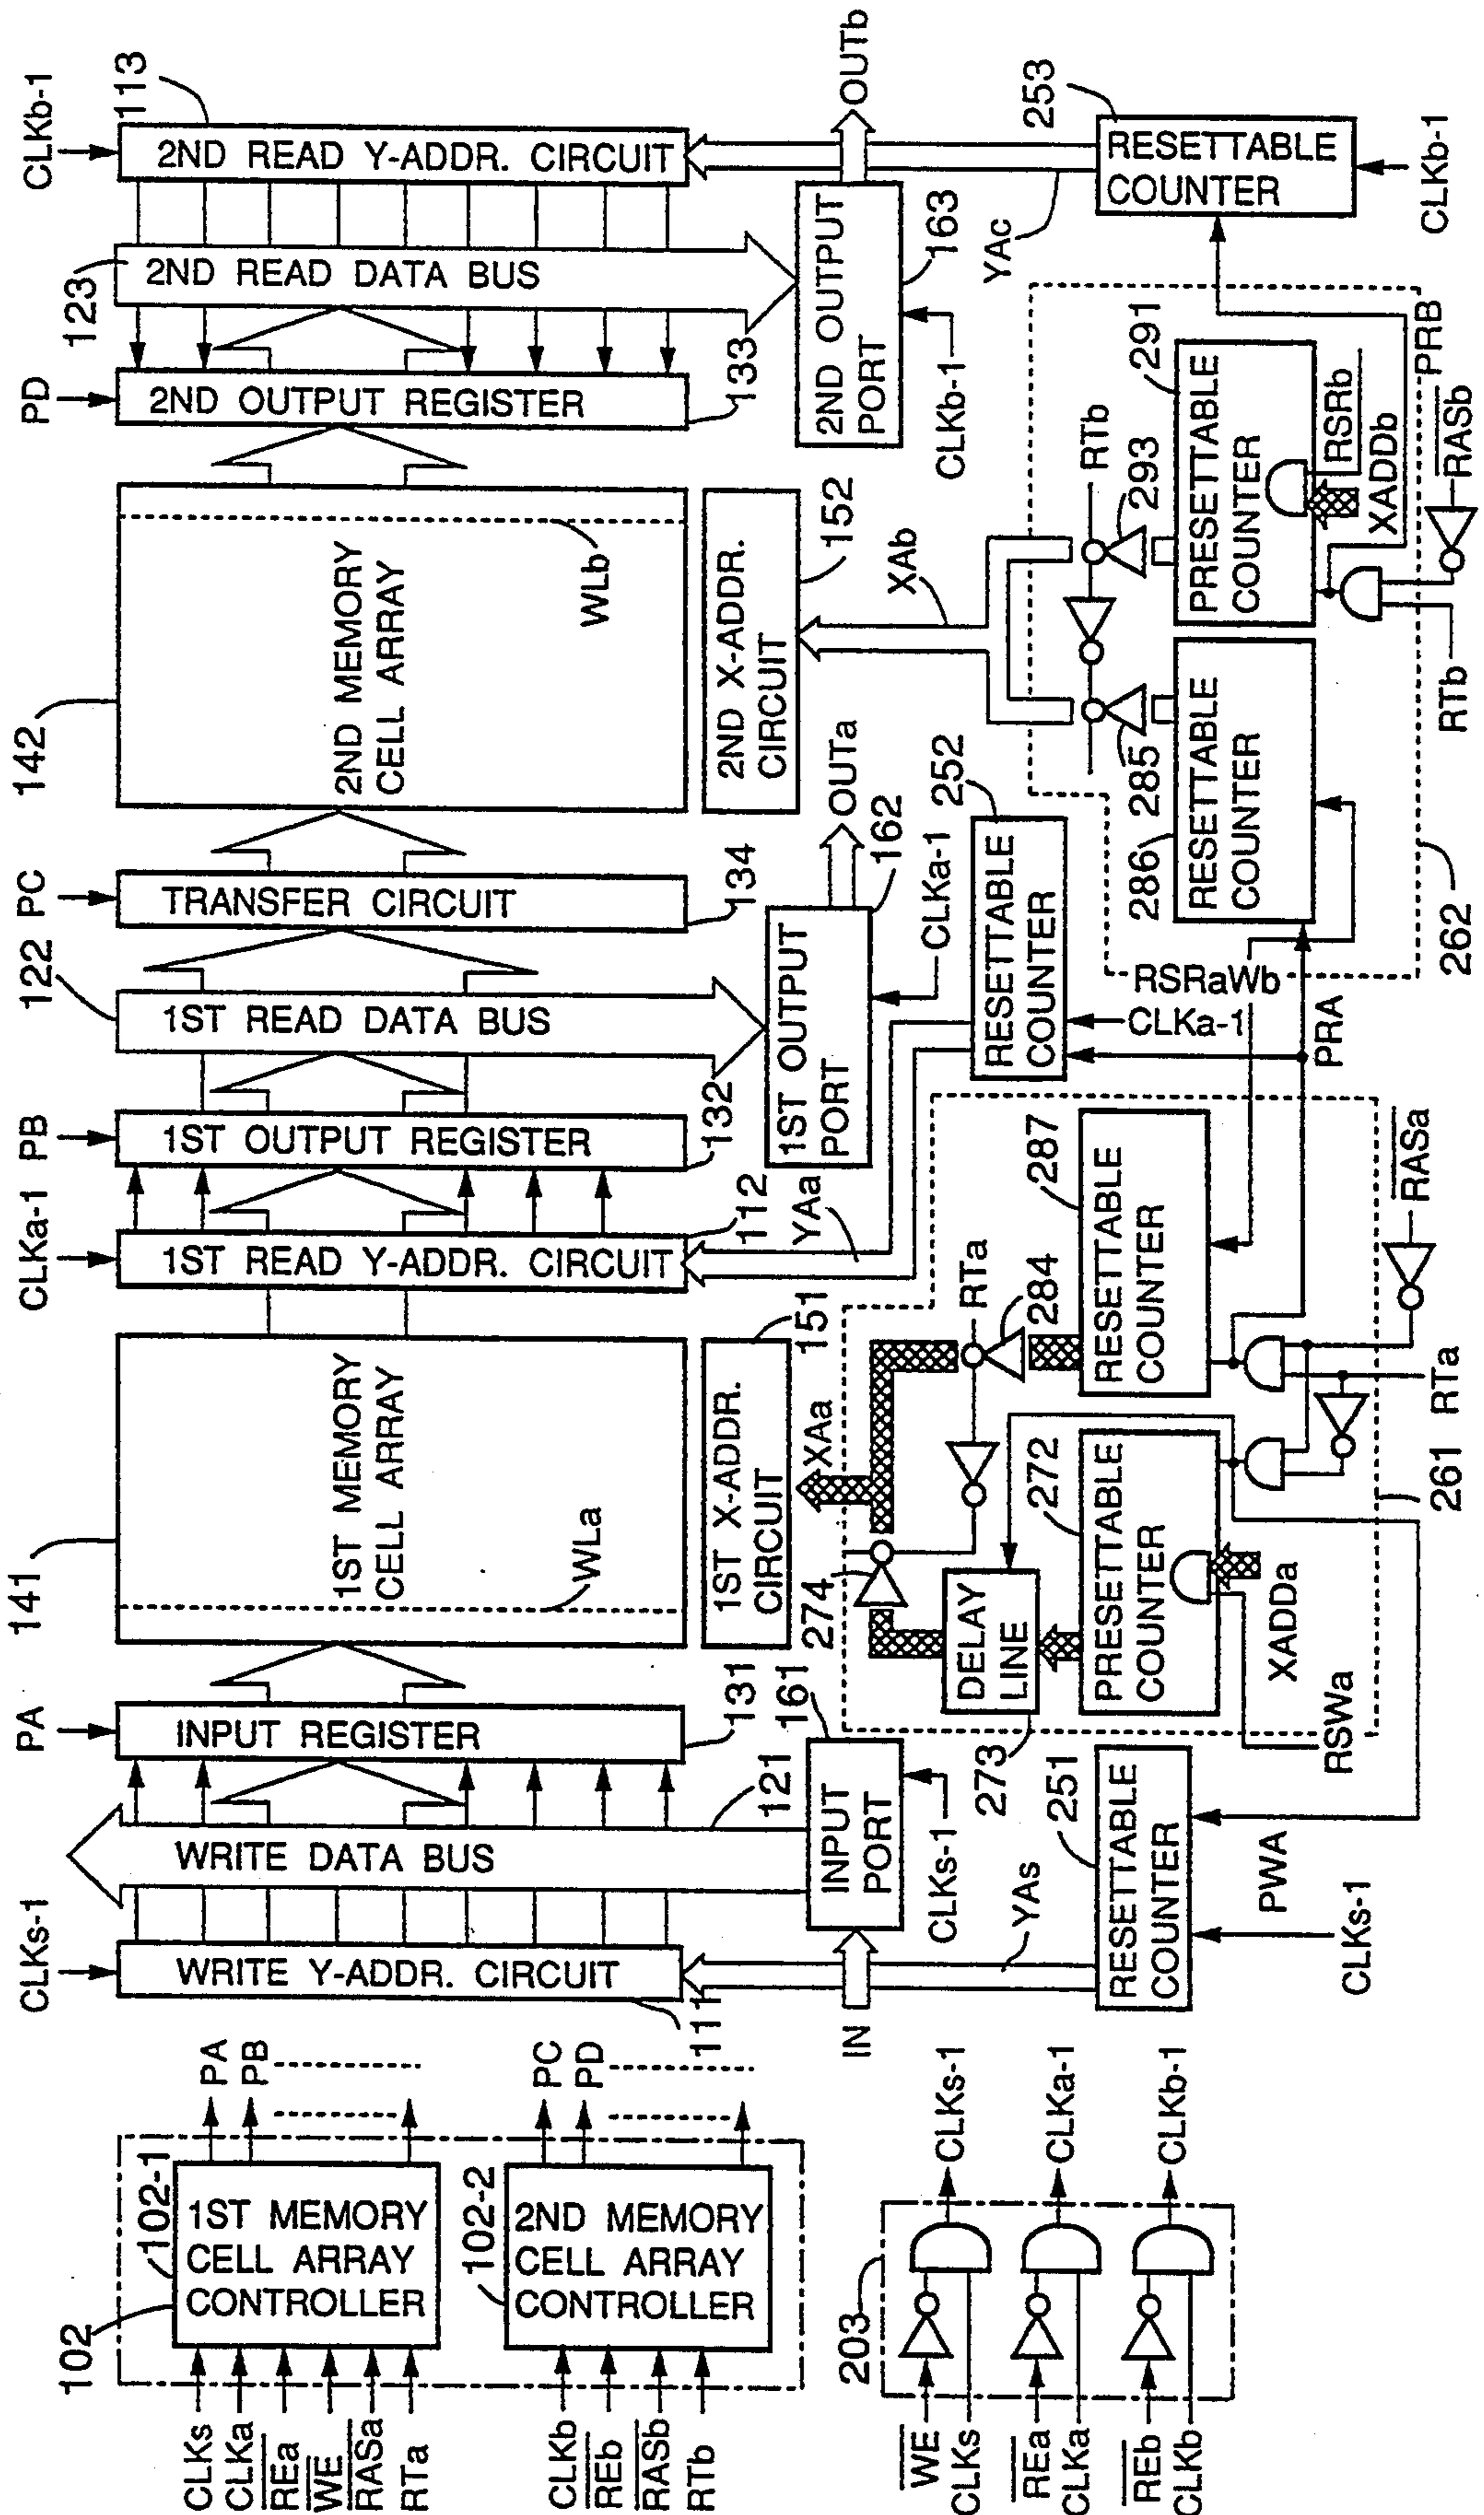 CLKs
CLKa
REa
WE
RASa
RTa
102
102-1
1ST MEMORY
CELL ARRAY
CONTROLLER
PA
PB
CLKb
REb
RASb
RTb
102-2
2ND MEMORY
CELL ARRAY
CONTROLLER
PC
PD
203
WE
CLKs
REa
CLKa
REb
CLKb
CLKs-1
CLKa-1
CLKb-1
CLKs-1
WRITE Y-ADDR. CIRCUIT
111
WRITE DATA BUS
121
PA
INPUT REGISTER
131
141
1ST MEMORY
CELL ARRAY
WLa
CLKa-1
1ST READ Y-ADDR. CIRCUIT
112
PB
1ST OUTPUT REGISTER
132
122
1ST READ DATA BUS
PC
TRANSFER CIRCUIT
134
142
2ND MEMORY
CELL ARRAY
WLb
PD
2ND OUTPUT REGISTER
133
123
2ND READ DATA BUS
CLKb-1
113
2ND READ Y-ADDR. CIRCUIT
IN
INPUT
PORT
161
CLKs-1
YAs
1ST X-ADDR.
CIRCUIT
151
XAa
YAa
1ST OUTPUT
PORT
162
OUTa
CLKa-1
2ND X-ADDR.
CIRCUIT
152
XAb
2ND OUTPUT
PORT
163
OUTb
CLKb-1
YAc
RESETTABLE
COUNTER
251
CLKs-1
PWA
273
DELAY
LINE
274
PRESETTABLE
COUNTER
272
RSWa
XADDa
RTa
284
RESETTABLE
COUNTER
287
261
RTa
RASa
RESETTABLE
COUNTER
252
CLKa-1
RSRaWb
PRA
262
286
RESETTABLE
COUNTER
285
RTb
293
PRESETTABLE
COUNTER
291
RSRb
XADDb
PRB
RTb
RASb
RESETTABLE
COUNTER
253
CLKb-1